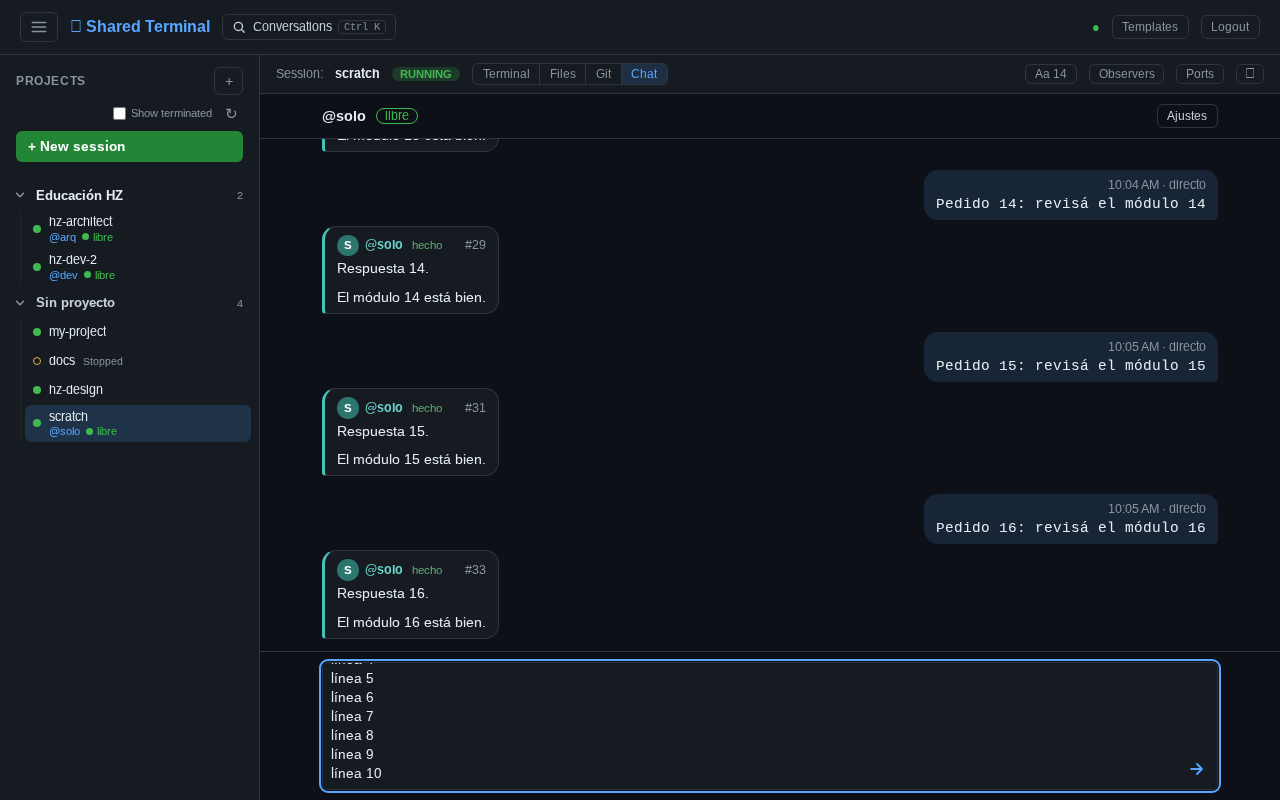 Shared Terminal
Conversations Ctrl K
Templates
Logout
PROJECTS
+
Show terminated
+ New session
Educación HZ 2
hz-architect
@arq libre
hz-dev-2
@dev libre
Sin proyecto 4
my-project
docs Stopped
hz-design
scratch
@solo libre
Session: scratch RUNNING Terminal Files Git Chat
Aa 14 Observers Ports
@solo libre
Ajustes
10:04 AM · directo
Pedido 14: revisá el módulo 14
S @solo hecho #29
Respuesta 14.
El módulo 14 está bien.
10:05 AM · directo
Pedido 15: revisá el módulo 15
S @solo hecho #31
Respuesta 15.
El módulo 15 está bien.
10:05 AM · directo
Pedido 16: revisá el módulo 16
S @solo hecho #33
Respuesta 16.
El módulo 16 está bien.
línea 5
línea 6
línea 7
línea 8
línea 9
línea 10